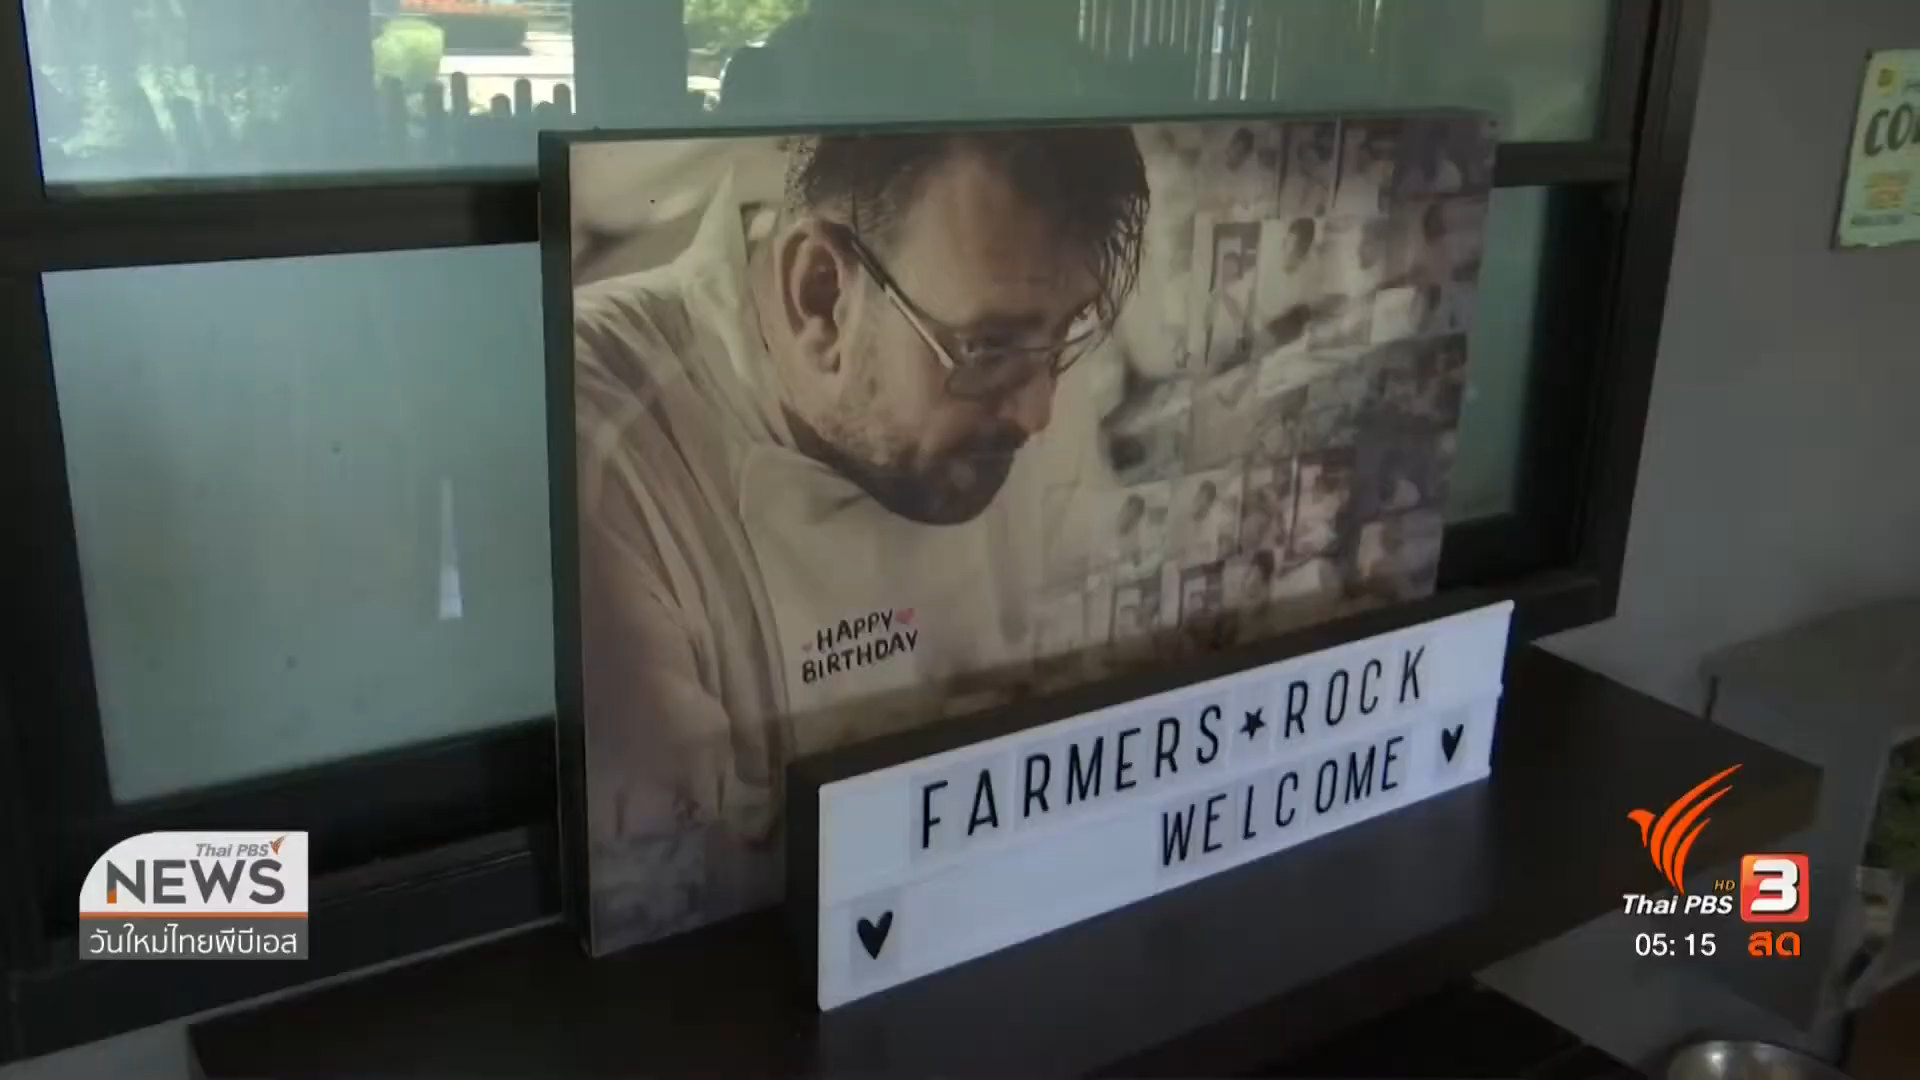 COL
HAPPY
BIRTHDAY
FARMERS★ROCK
WELCOME ♥
♥
Thai PBS
NEWS
วันใหม่ไทยพีบีเอส
HD
Thai PBS 3
05:15 สด